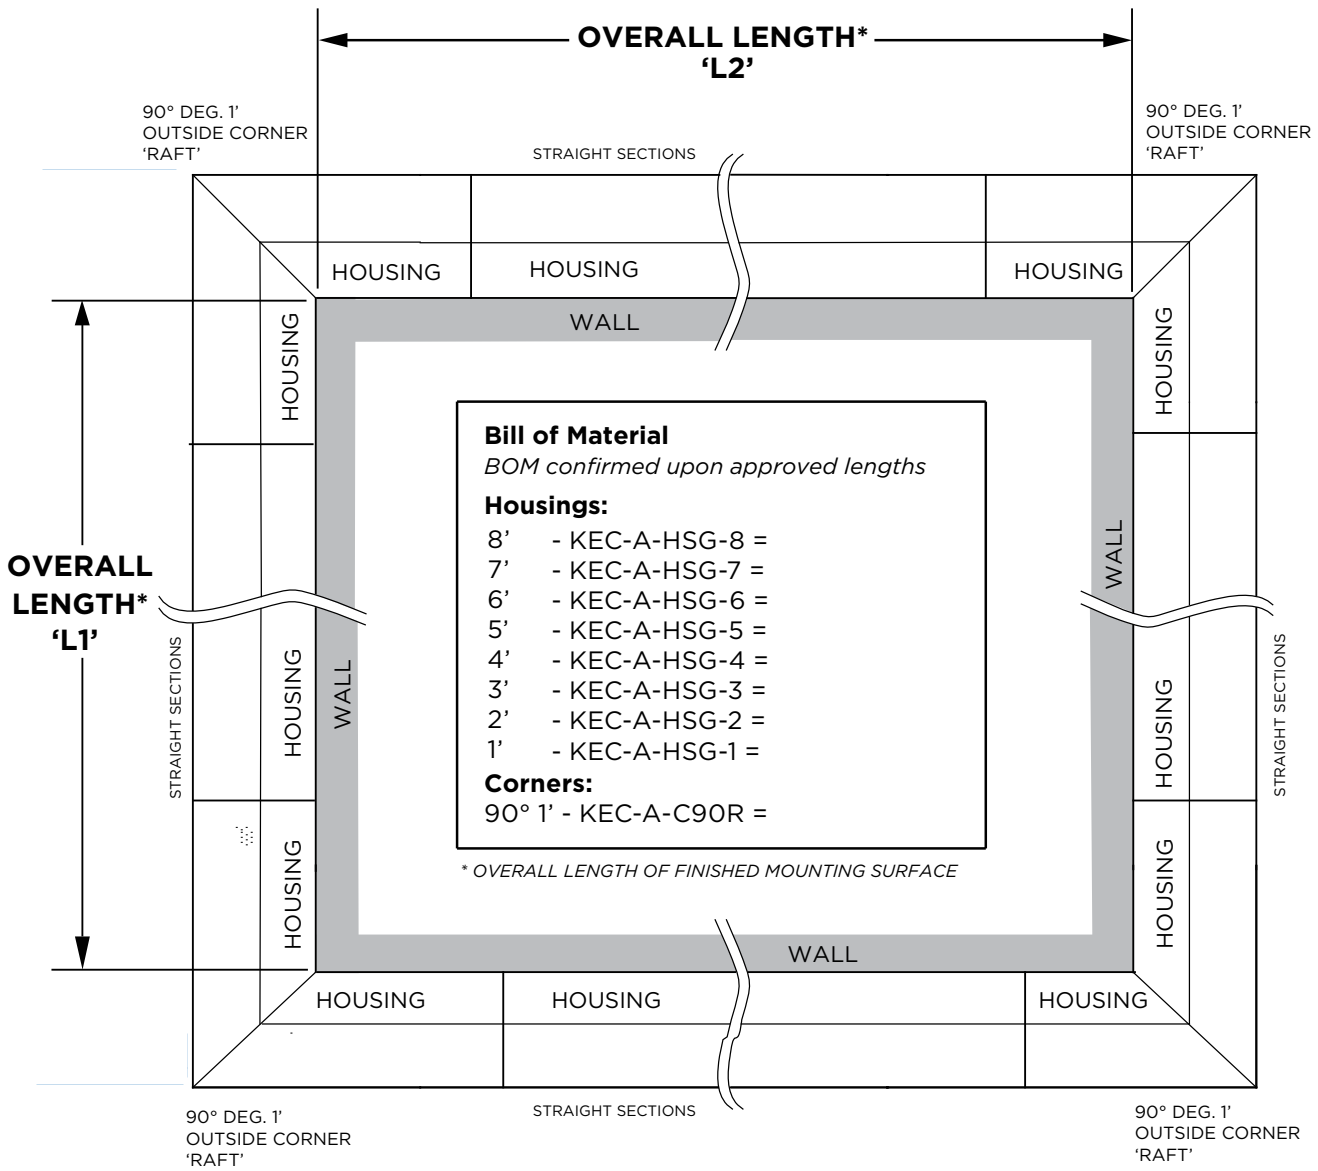 OVERALL LENGTH*
‘L2’
90° DEG. 1’
OUTSIDE CORNER
‘RAFT’
90° DEG. 1’
OUTSIDE CORNER
‘RAFT’
STRAIGHT SECTIONS
HOUSING
HOUSING
HOUSING
WALL
HOUSING
HOUSING
Bill of Material
BOM confirmed upon approved lengths
Housings:
8’ - KEC-A-HSG-8 =
7’ - KEC-A-HSG-7 =
6’ - KEC-A-HSG-6 =
5’ - KEC-A-HSG-5 =
4’ - KEC-A-HSG-4 =
3’ - KEC-A-HSG-3 =
2’ - KEC-A-HSG-2 =
1’ - KEC-A-HSG-1 =
Corners:
90° 1’ - KEC-A-C90R =
* OVERALL LENGTH OF FINISHED MOUNTING SURFACE
OVERALL
LENGTH*
‘L1’
STRAIGHT SECTIONS
HOUSING
WALL
WALL
HOUSING
STRAIGHT SECTIONS
HOUSING
HOUSING
WALL
HOUSING
HOUSING
HOUSING
STRAIGHT SECTIONS
90° DEG. 1’
OUTSIDE CORNER
‘RAFT’
90° DEG. 1’
OUTSIDE CORNER
‘RAFT’